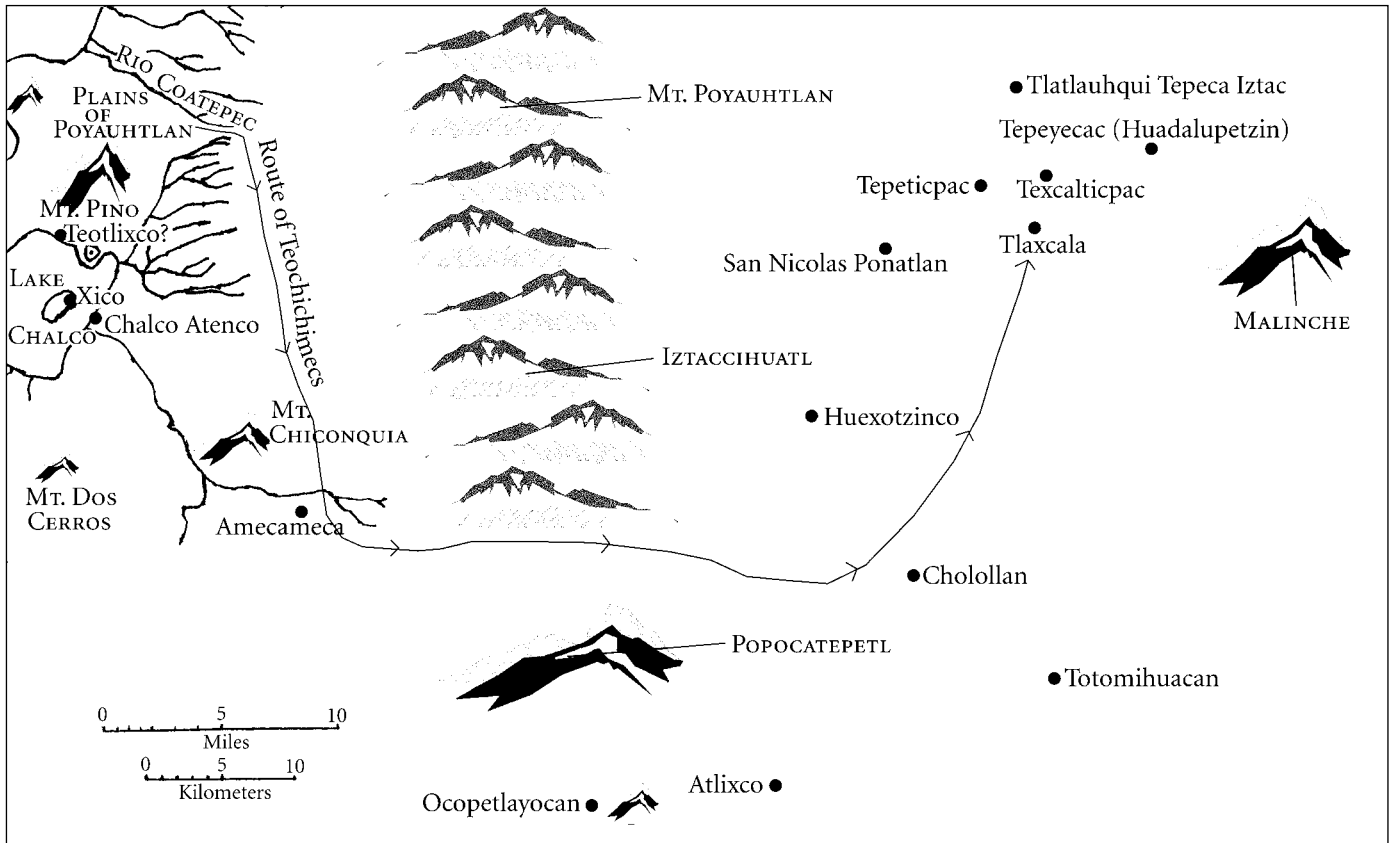 RIO COATEPEC
PLAINS
OF
POYAUHTLAN
MT. PINO
Teotlixco?
LAKE
Xico
CHALCO
Chalco Atenco
Route of Teochichimecs
MT.
CHICONQUIA
MT. DOS
CERROS
Amecameca
MT. POYAUHTLAN
IZTACCIHUATL
Tlatlauhqui Tepeca Iztac
Tepeyecac (Huadalupetzin)
Tepeticpac
Texcalticpac
Tlaxcala
San Nicolas Ponatlan
MALINCHE
Huexotzinco
Cholollan
POPOCATEPETL
Totomihuacan
0 5 10
Miles
0 5 10
Kilometers
Ocopetlayocan
Atlixco